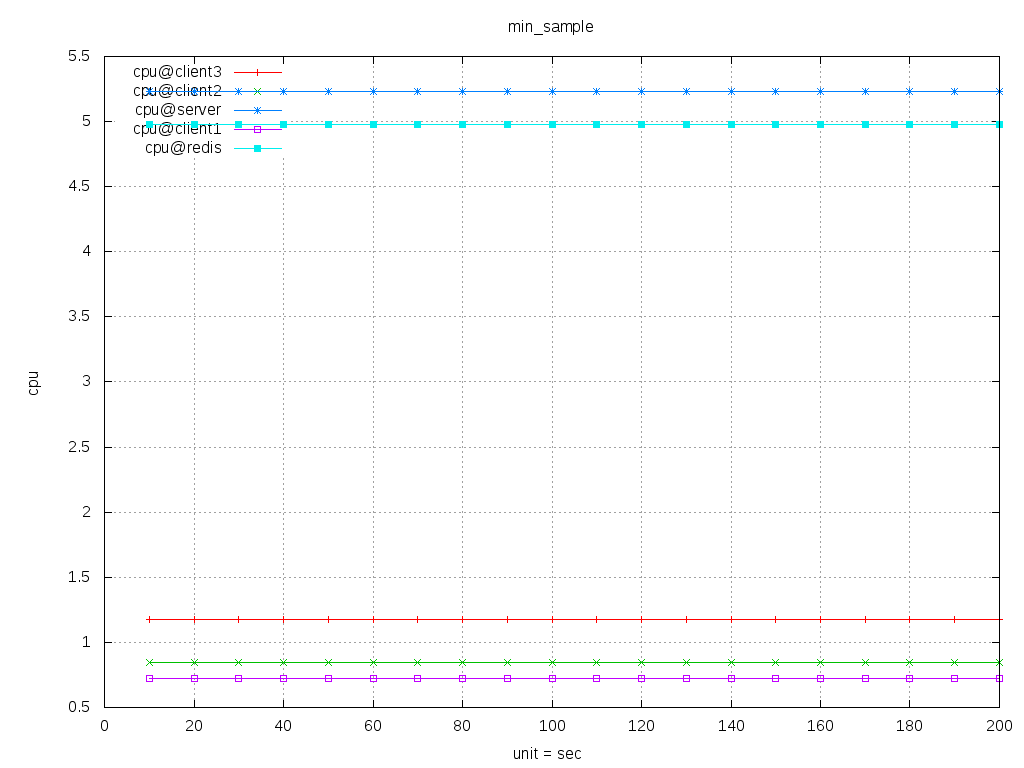 min_sample
5.5
cpu@client3
cpu@client2
cpu@server
5
cpu@client1
cpu@redis
4.5
4
3.5
cpu
3
2.5
2
1.5
1
0.5
0 20 40 60 80 100 120 140 160 180 200
unit = sec